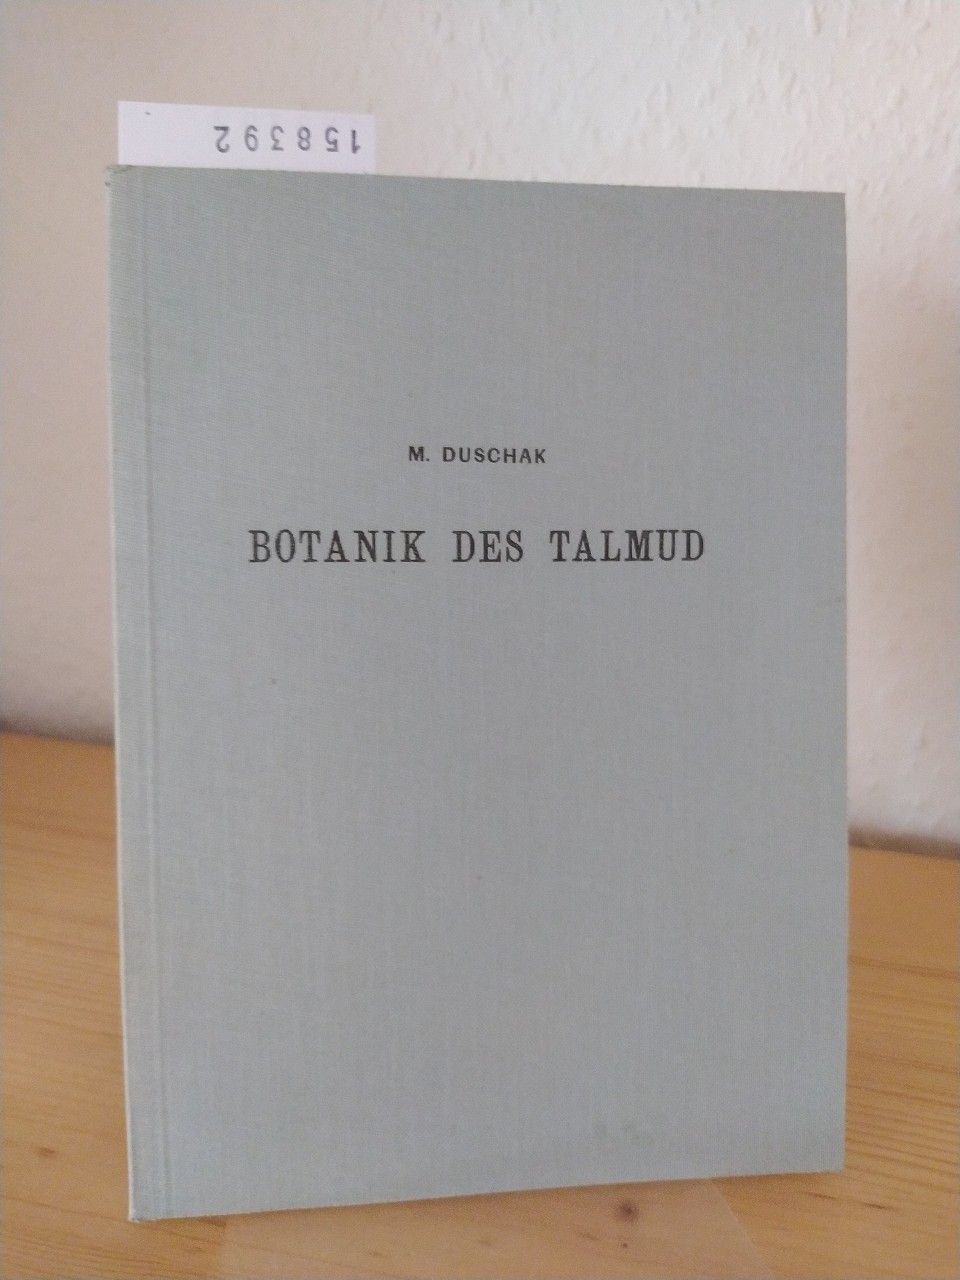 158392
M. DUSCHAK
BOTANIK DES TALMUD